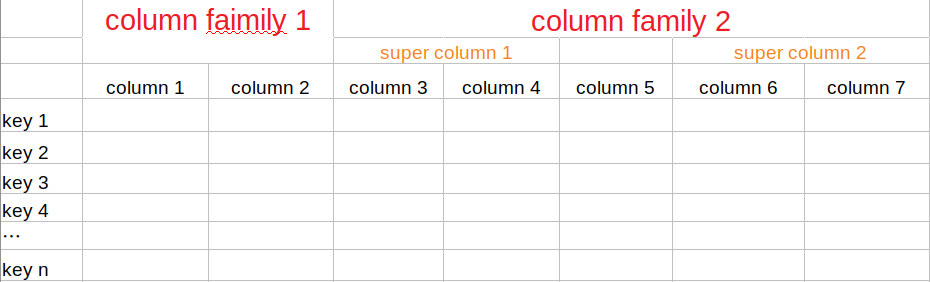 column faimily 1 column family 2
super column 1 super column 2
column 1 column 2 column 3 column 4 column 5 column 6 column 7
key 1
key 2
key 3
key 4
...
key n